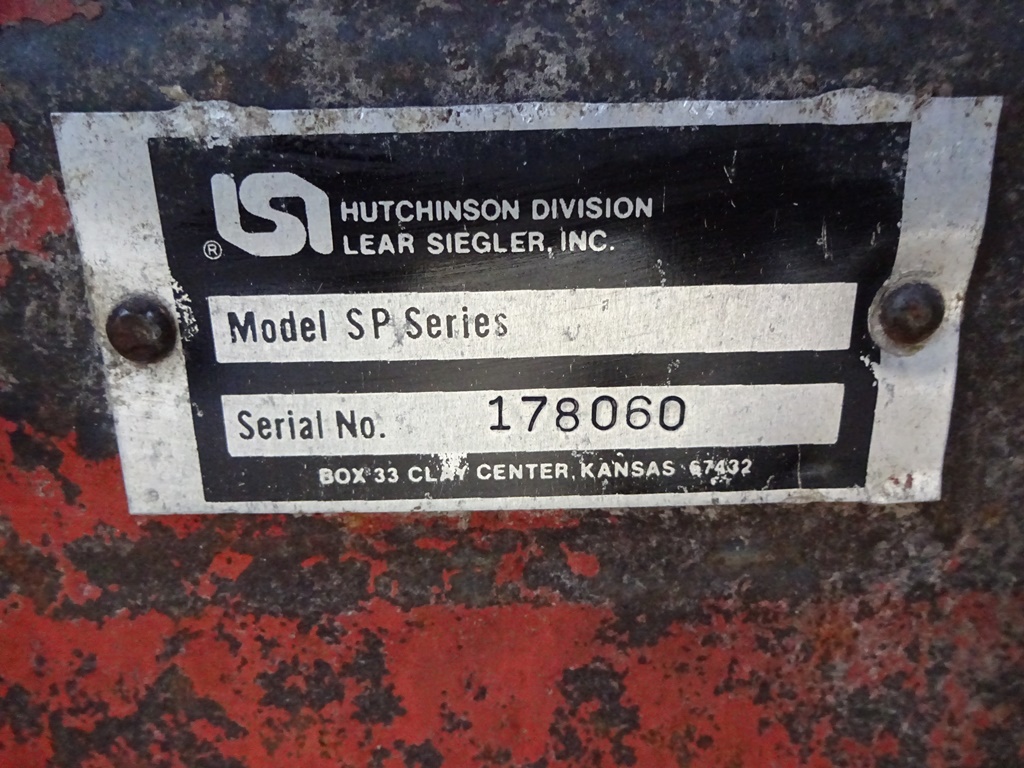 LSI
®
HUTCHINSON DIVISION
LEAR SIEGLER, INC.
Model SP Series
Serial No. 178060
BOX 33 CLAY CENTER, KANSAS 67432